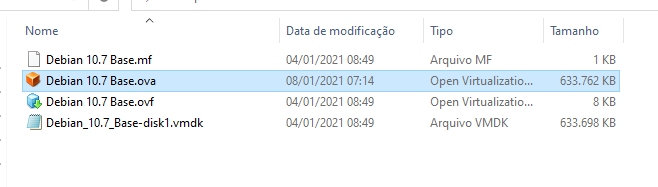 Nome Data de modificação Tipo Tamanho
Debian 10.7 Base.mf 04/01/2021 08:49 Arquivo MF 1 KB
Debian 10.7 Base.ova 08/01/2021 07:14 Open Virtualizatio... 633.762 KB
Debian 10.7 Base.ovf 04/01/2021 08:49 Open Virtualizatio... 8 KB
Debian_10.7_Base-disk1.vmdk 04/01/2021 08:49 Arquivo VMDK 633.698 KB